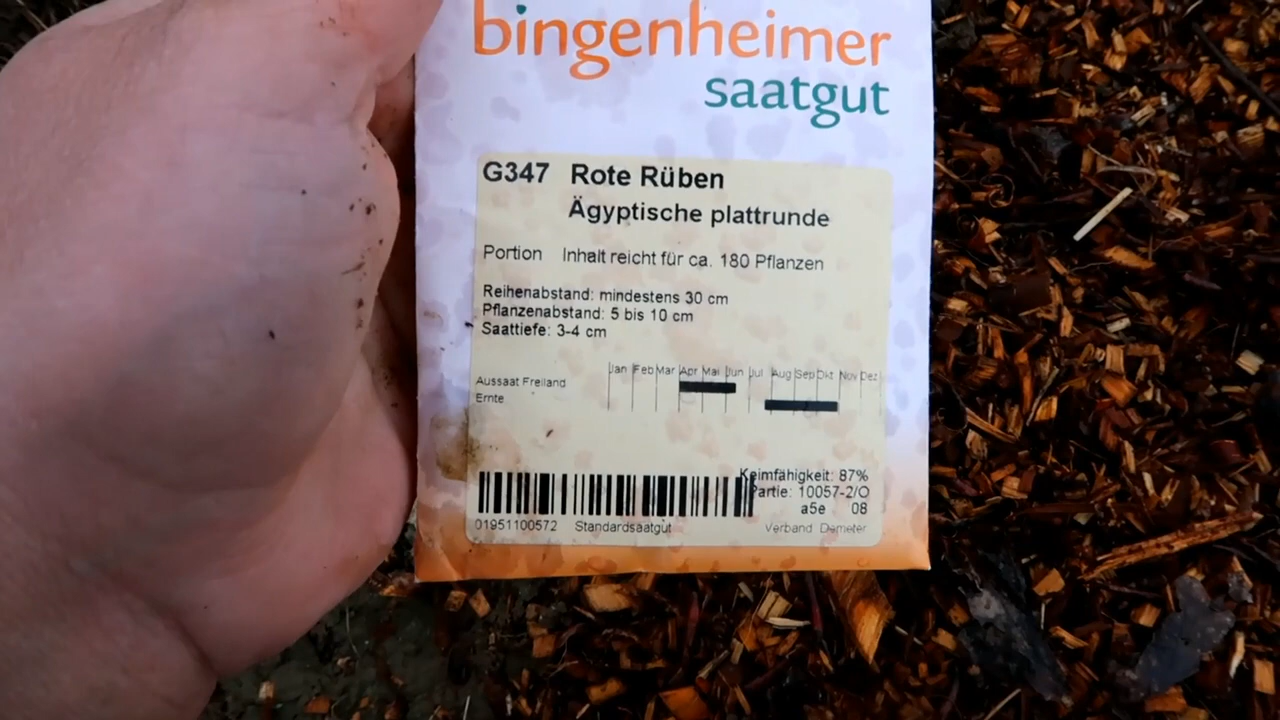 bingenheimer
saatgut
G347 Rote Rüben
Ägyptische plattrunde
Portion Inhalt reicht für ca. 180 Pflanzen
Reihenabstand: mindestens 30 cm
Pflanzenabstand: 5 bis 10 cm
Saattiefe: 3-4 cm
Jan Feb Mar Apr Mai Jun Jul Aug Sep Okt Nov Dez
Aussaat Freiland
Ernte
Keimfähigkeit: 87%
Partie: 10057-2/O
a5e 08
01951100572 Standardsaatgut Verband Demeter